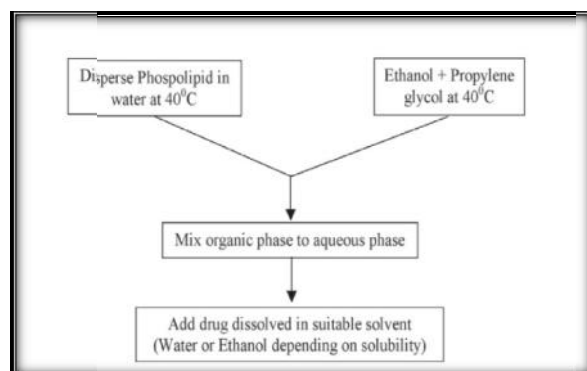 Disperse Phospolipid in
water at 40⁰C
Ethanol + Propylene
glycol at 40⁰C
Mix organic phase to aqueous phase
Add drug dissolved in suitable solvent
(Water or Ethanol depending on solubility)